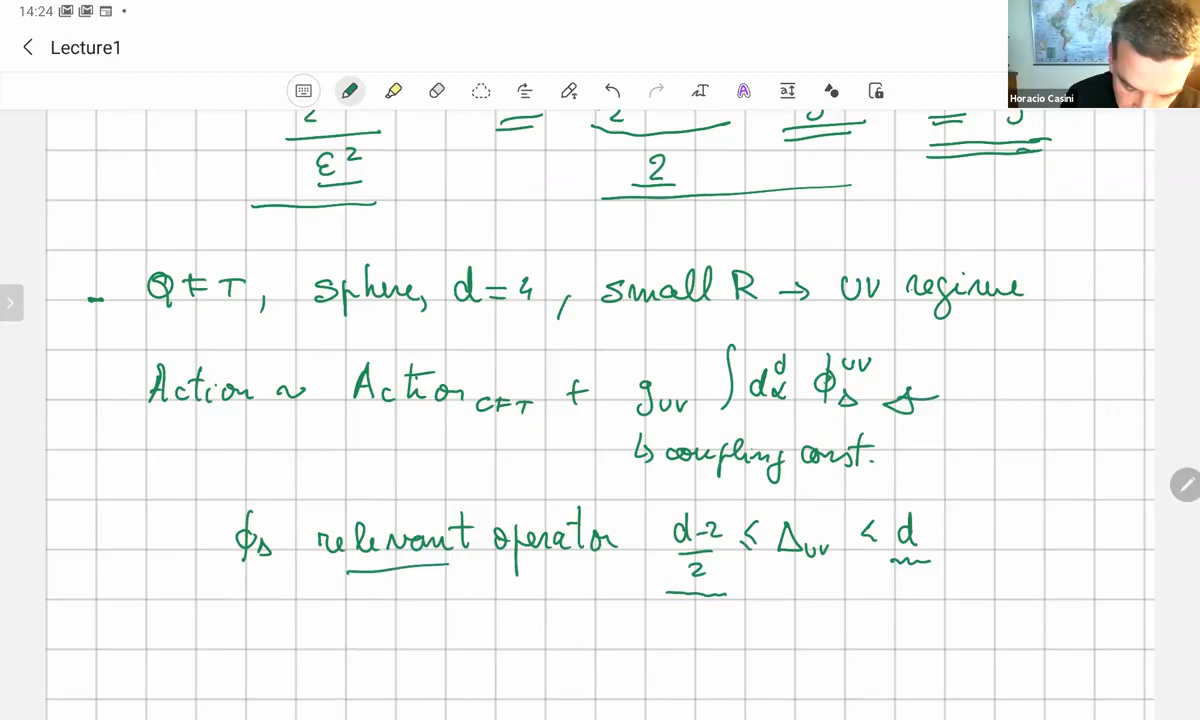 14:24
Lecture1
Horacio Casini
ε²
2
- QFT, sphere, d=4, small R → UV regime
Action ~ Action_CFT + g_UV ∫ d^d x φ_Δ^UV
↳ coupling const.
φ_Δ relevant operator (d-2)/2 ≤ Δ_UV < d